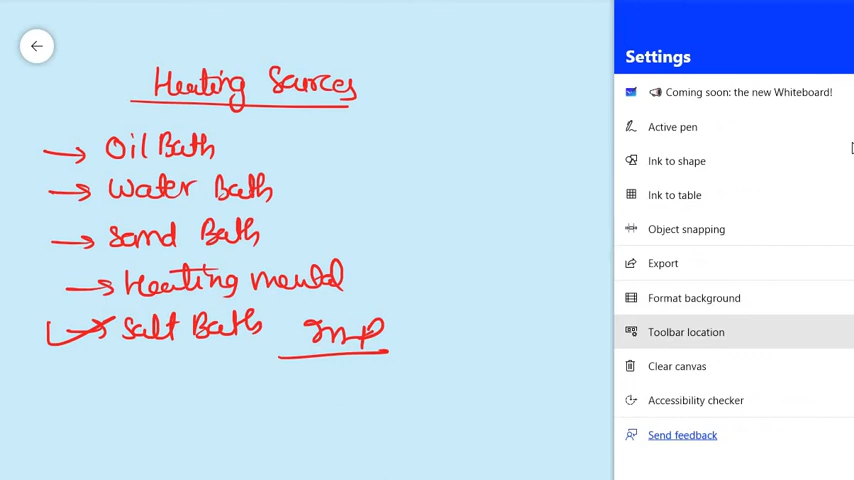 Heating Sources
Oil Bath
Water Bath
Sand Bath
Heating mental
Salt Bath Imp
Settings
Coming soon: the new Whiteboard!
Active pen
Ink to shape
Ink to table
Object snapping
Export
Format background
Toolbar location
Clear canvas
Accessibility checker
Send feedback